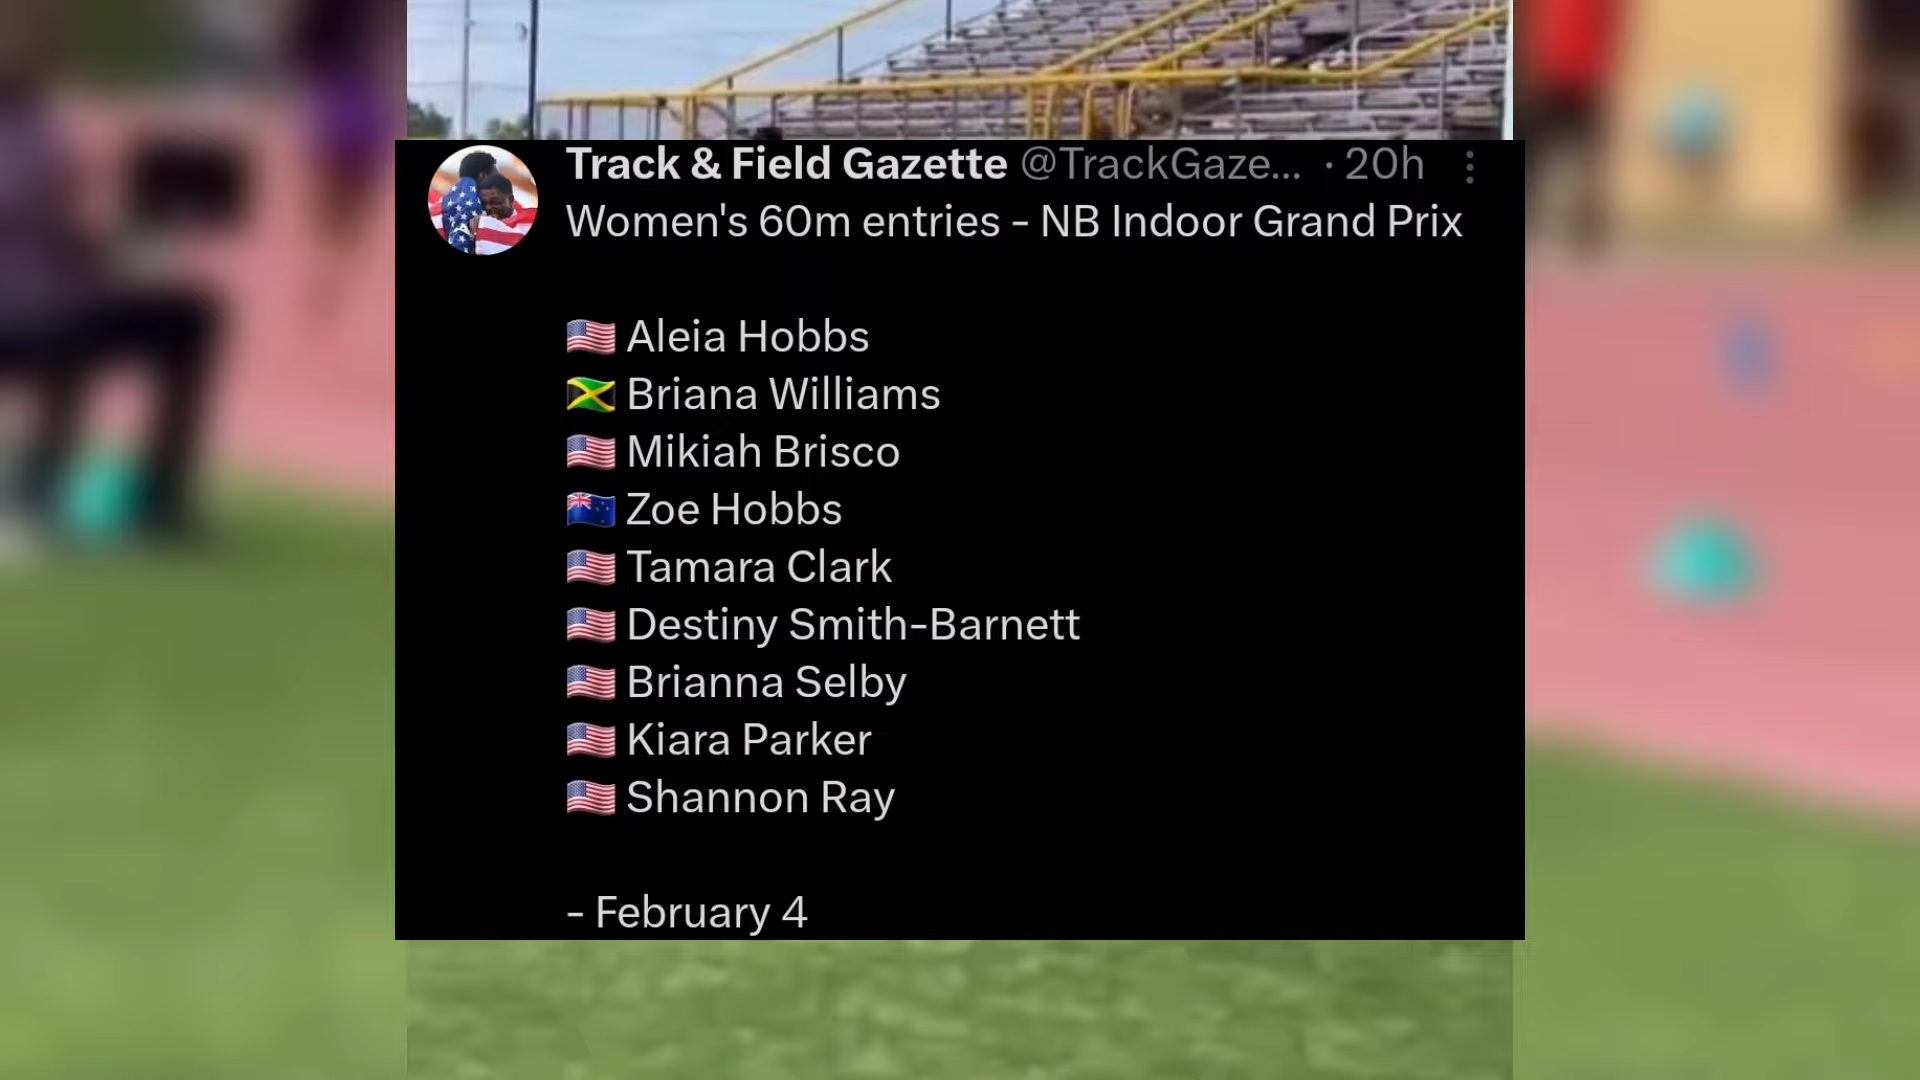 Track & Field Gazette @TrackGaze... · 20h
Women's 60m entries - NB Indoor Grand Prix
🇺🇸 Aleia Hobbs
🇯🇲 Briana Williams
🇺🇸 Mikiah Brisco
🇳🇿 Zoe Hobbs
🇺🇸 Tamara Clark
🇺🇸 Destiny Smith-Barnett
🇺🇸 Brianna Selby
🇺🇸 Kiara Parker
🇺🇸 Shannon Ray
- February 4